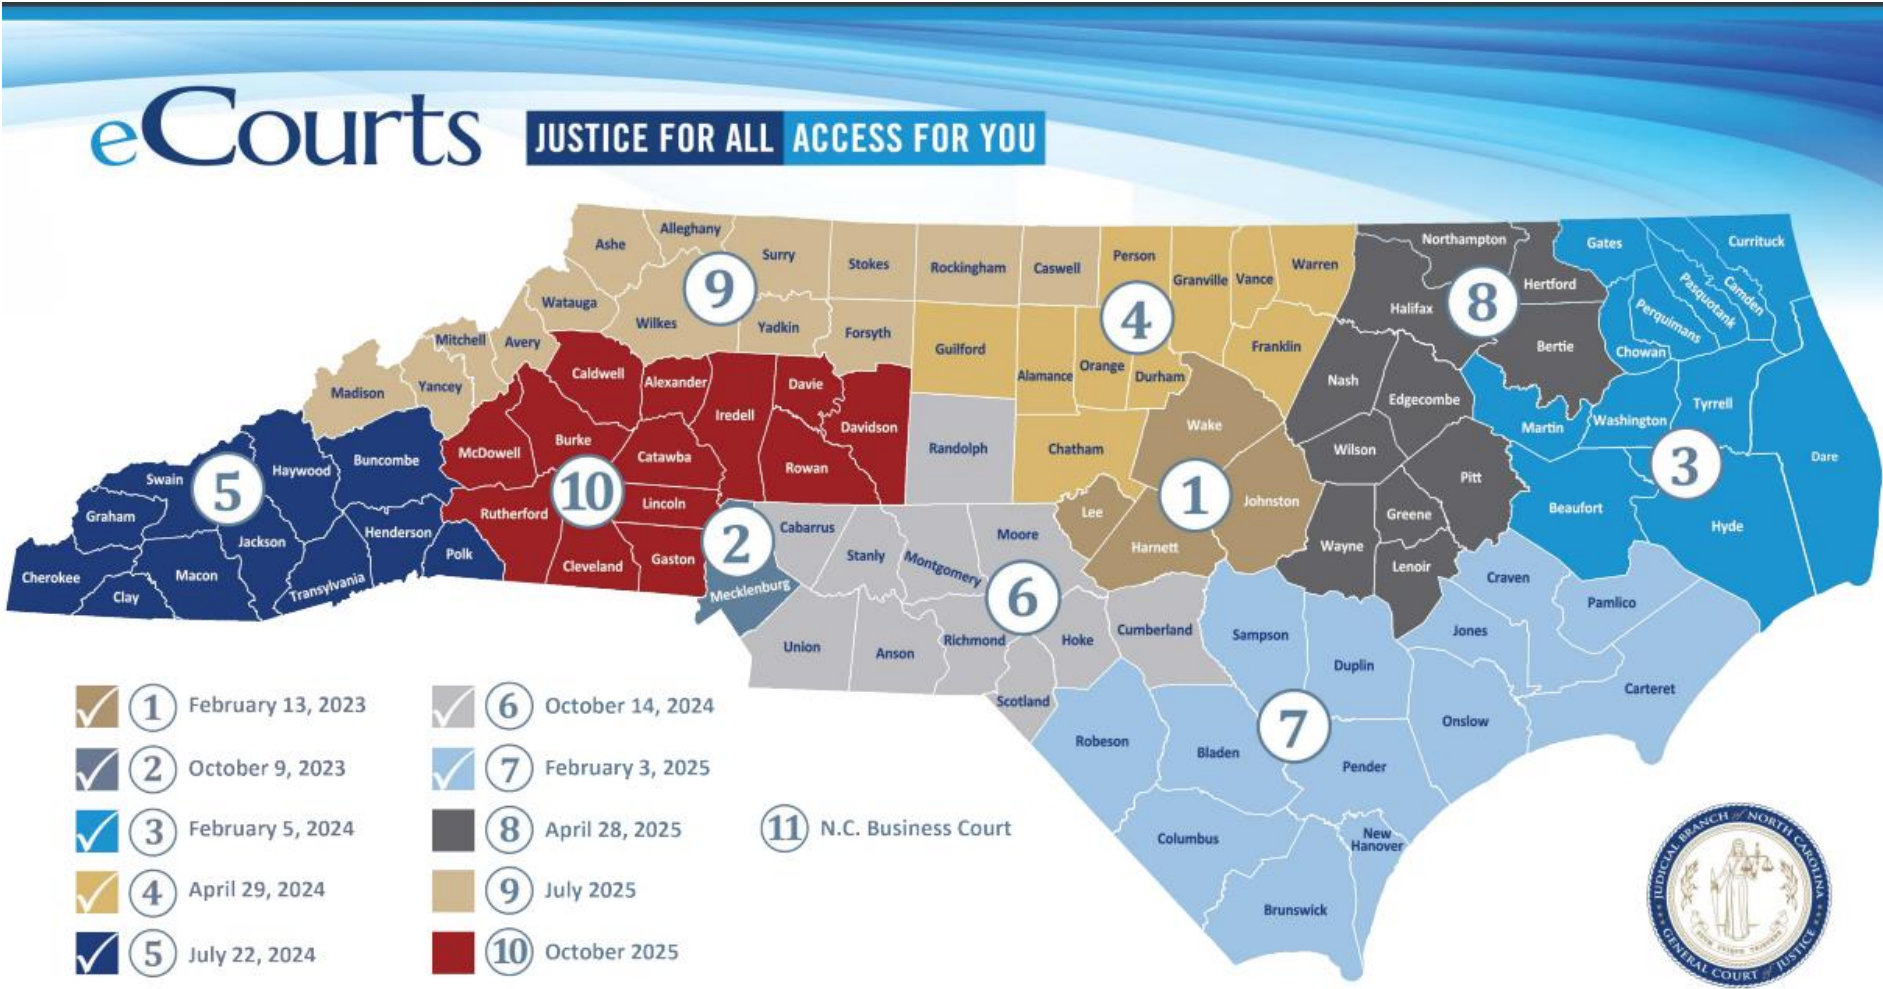 eCourts
JUSTICE FOR ALL ACCESS FOR YOU
Ashe
Alleghany
Surry
Stokes
Rockingham
Caswell
Person
Granville
Vance
Warren
Northampton
Hertford
Gates
Currituck
Camden
Pasquotank
Perquimans
Chowan
9
4
8
Watauga
Wilkes
Yadkin
Forsyth
Guilford
Alamance
Orange
Durham
Franklin
Halifax
Bertie
Mitchell
Avery
Madison
Yancey
Caldwell
Alexander
Iredell
Davie
Davidson
Randolph
Chatham
Wake
Nash
Edgecombe
Martin
Washington
Tyrrell
Dare
Swain
5
Haywood
Buncombe
McDowell
Burke
Catawba
Rowan
Wilson
Pitt
3
Graham
Rutherford
10
Lincoln
Lee
1
Johnston
Greene
Beaufort
Hyde
Cherokee
Clay
Macon
Jackson
Transylvania
Henderson
Polk
Cleveland
Gaston
2
Mecklenburg
Cabarrus
Stanly
Montgomery
Moore
Harnett
Wayne
Lenoir
Craven
Pamlico
6
Union
Anson
Richmond
Hoke
Cumberland
Scotland
Sampson
Duplin
Jones
Carteret
Onslow
7
Robeson
Bladen
Pender
Columbus
New
Hanover
Brunswick
1 February 13, 2023
2 October 9, 2023
3 February 5, 2024
4 April 29, 2024
5 July 22, 2024
6 October 14, 2024
7 February 3, 2025
8 April 28, 2025
9 July 2025
10 October 2025
11 N.C. Business Court
JUDICIAL BRANCH of NORTH CAROLINA
GENERAL COURT of JUSTICE